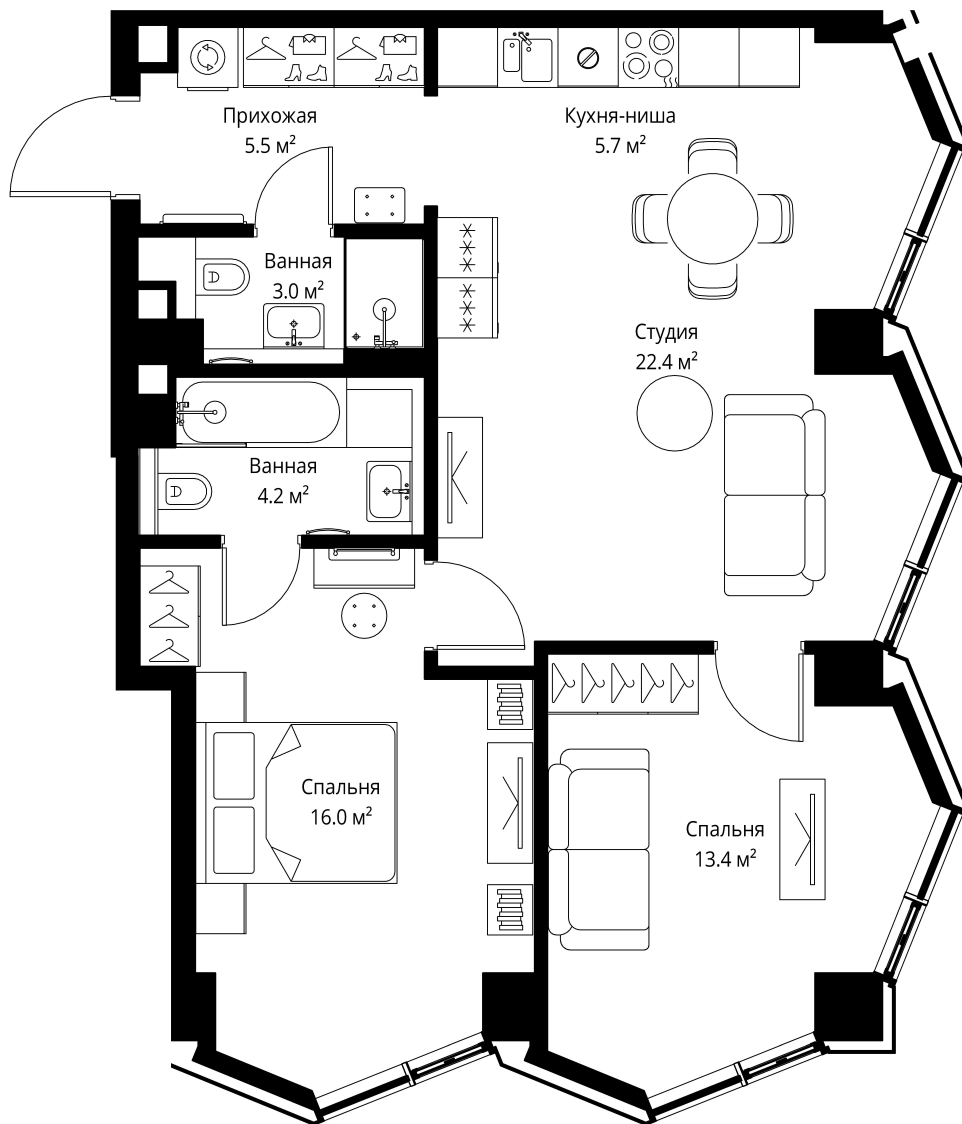 Прихожая
5.5 м²
Кухня-ниша
5.7 м²
Ванная
3.0 м²
Студия
22.4 м²
Ванная
4.2 м²
Спальня
16.0 м²
Спальня
13.4 м²